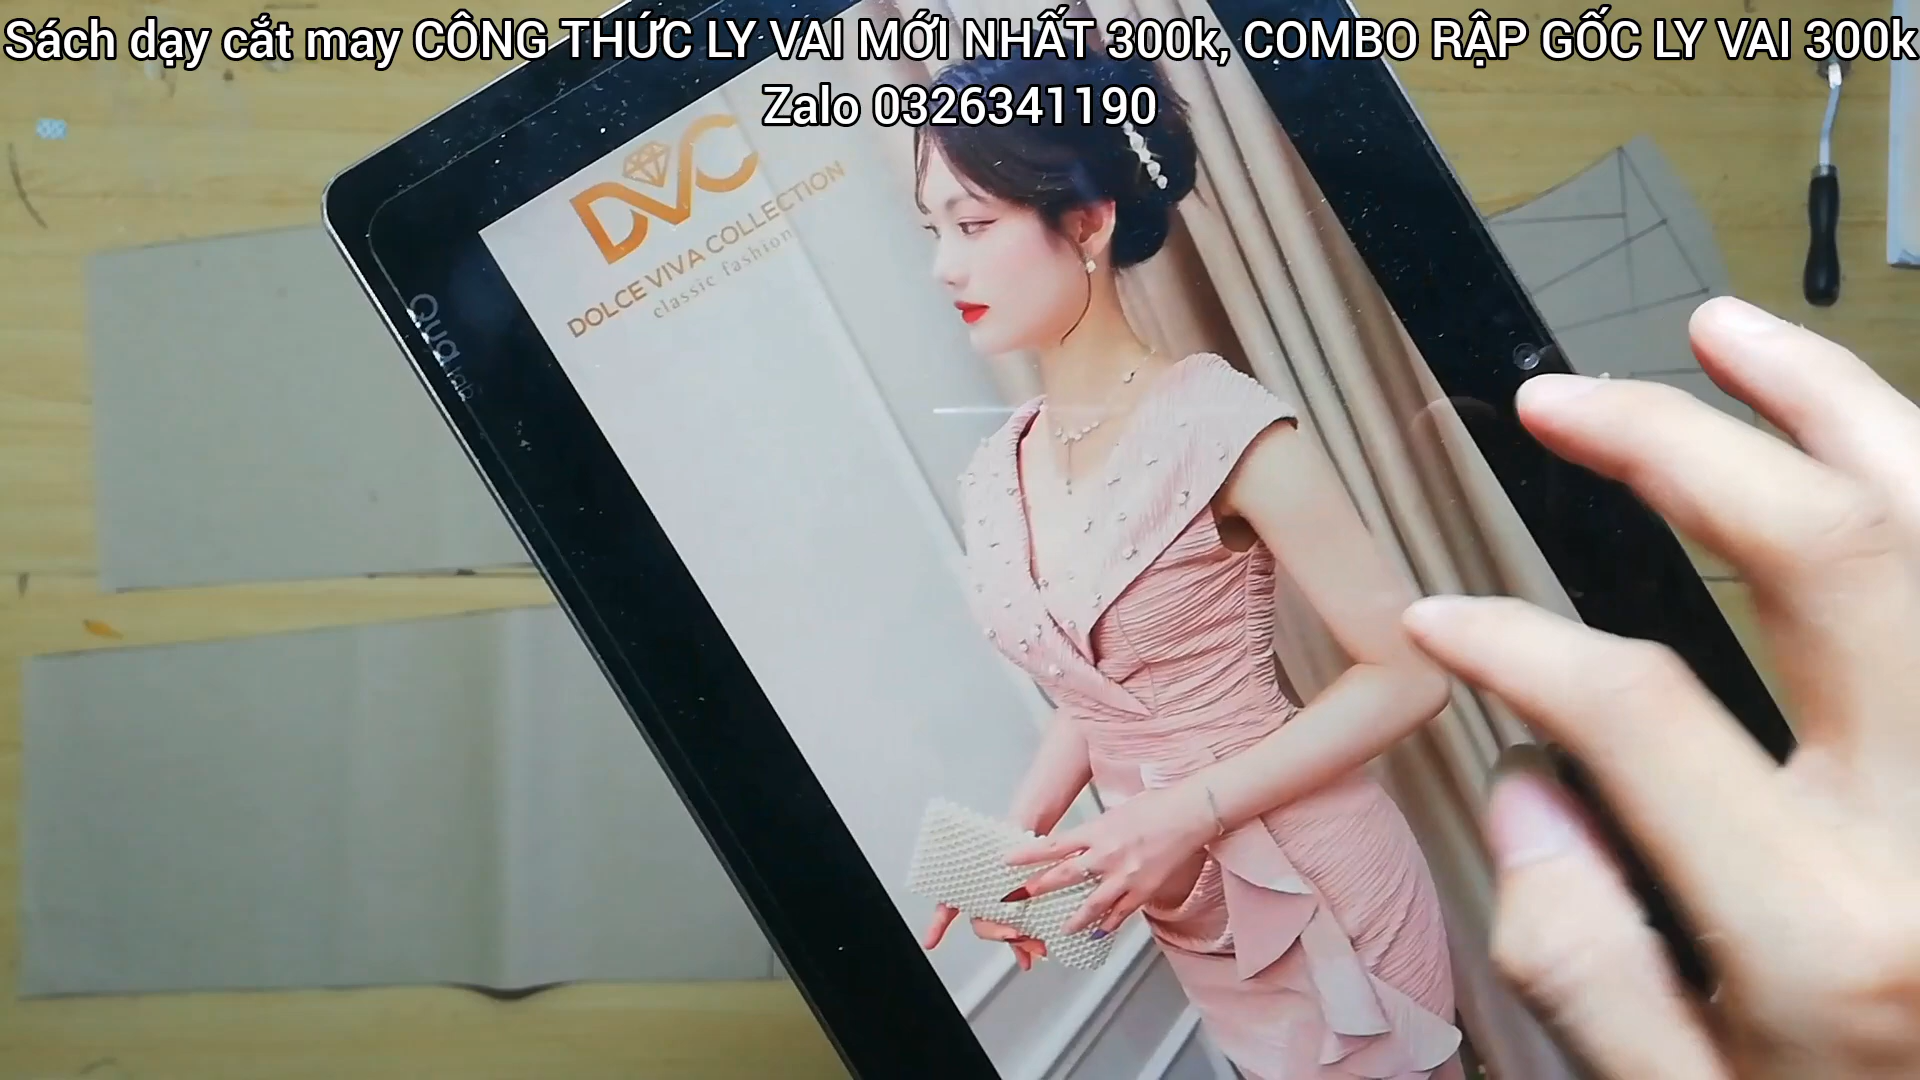 Sách dạy cắt may CÔNG THỨC LY VAI MỚI NHẤT 300k, COMBO RẬP GỐC LY VAI 300k
Zalo 0326341190
DVC
DOLCE VIVA COLLECTION
classic fashion